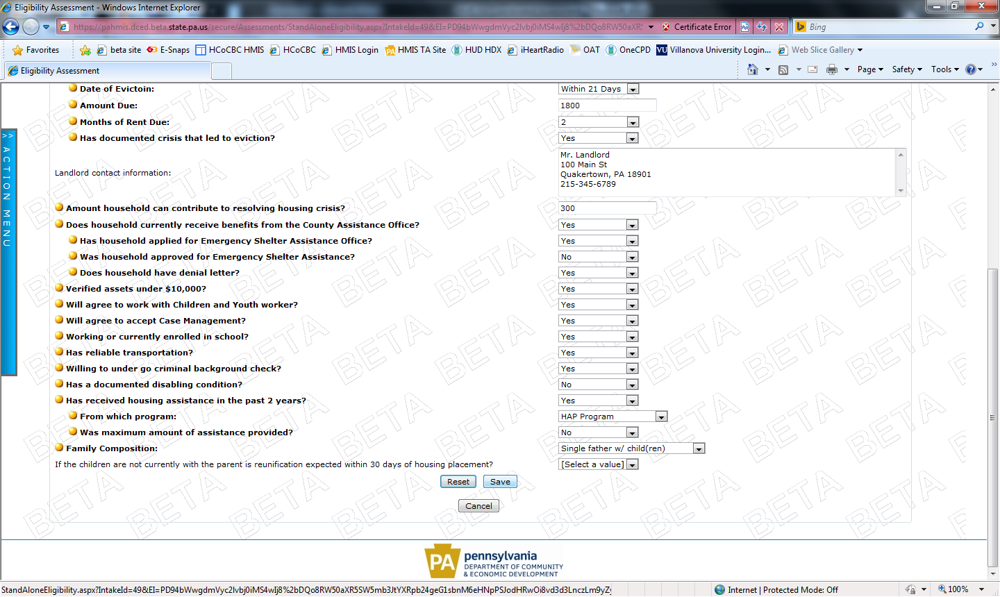 Eligibility Assessment - Windows Internet Explorer
https://pahmis.dced.beta.state.pa.us/secure/Assessments/StandAloneEligibility.aspx?IntakeId=49&EI=
Certificate Error
Bing
Favorites
beta site
E-Snaps
HCoCBC HMIS
HCoCBC
HMIS Login
HMIS TA Site
HUD HDX
iHeartRadio
OAT
OneCPD
Villanova University Login...
Web Slice Gallery
Eligibility Assessment
Page
Safety
Tools
>> ACTION MENU
Date of Evictoin: Within 21 Days
Amount Due: 1800
Months of Rent Due: 2
Has documented crisis that led to eviction? Yes
Landlord contact information:
Mr. Landlord
100 Main St
Quakertown, PA 18901
215-345-6789
Amount household can contribute to resolving housing crisis? 300
Does household currently receive benefits from the County Assistance Office? Yes
Has household applied for Emergency Shelter Assistance Office? Yes
Was household approved for Emergency Shelter Assistance? No
Does household have denial letter? Yes
Verified assets under $10,000? Yes
Will agree to work with Children and Youth worker? Yes
Will agree to accept Case Management? Yes
Working or currently enrolled in school? Yes
Has reliable transportation? Yes
Willing to under go criminal background check? Yes
Has a documented disabling condition? No
Has received housing assistance in the past 2 years? Yes
From which program: HAP Program
Was maximum amount of assistance provided? No
Family Composition: Single father w/ child(ren)
If the children are not currently with the parent is reunification expected within 30 days of housing placement? [Select a value]
Reset Save
Cancel
BETA
PA pennsylvania
DEPARTMENT OF COMMUNITY
& ECONOMIC DEVELOPMENT
StandAloneEligibility.aspx?IntakeId=49&EI=
Internet | Protected Mode: Off
100%